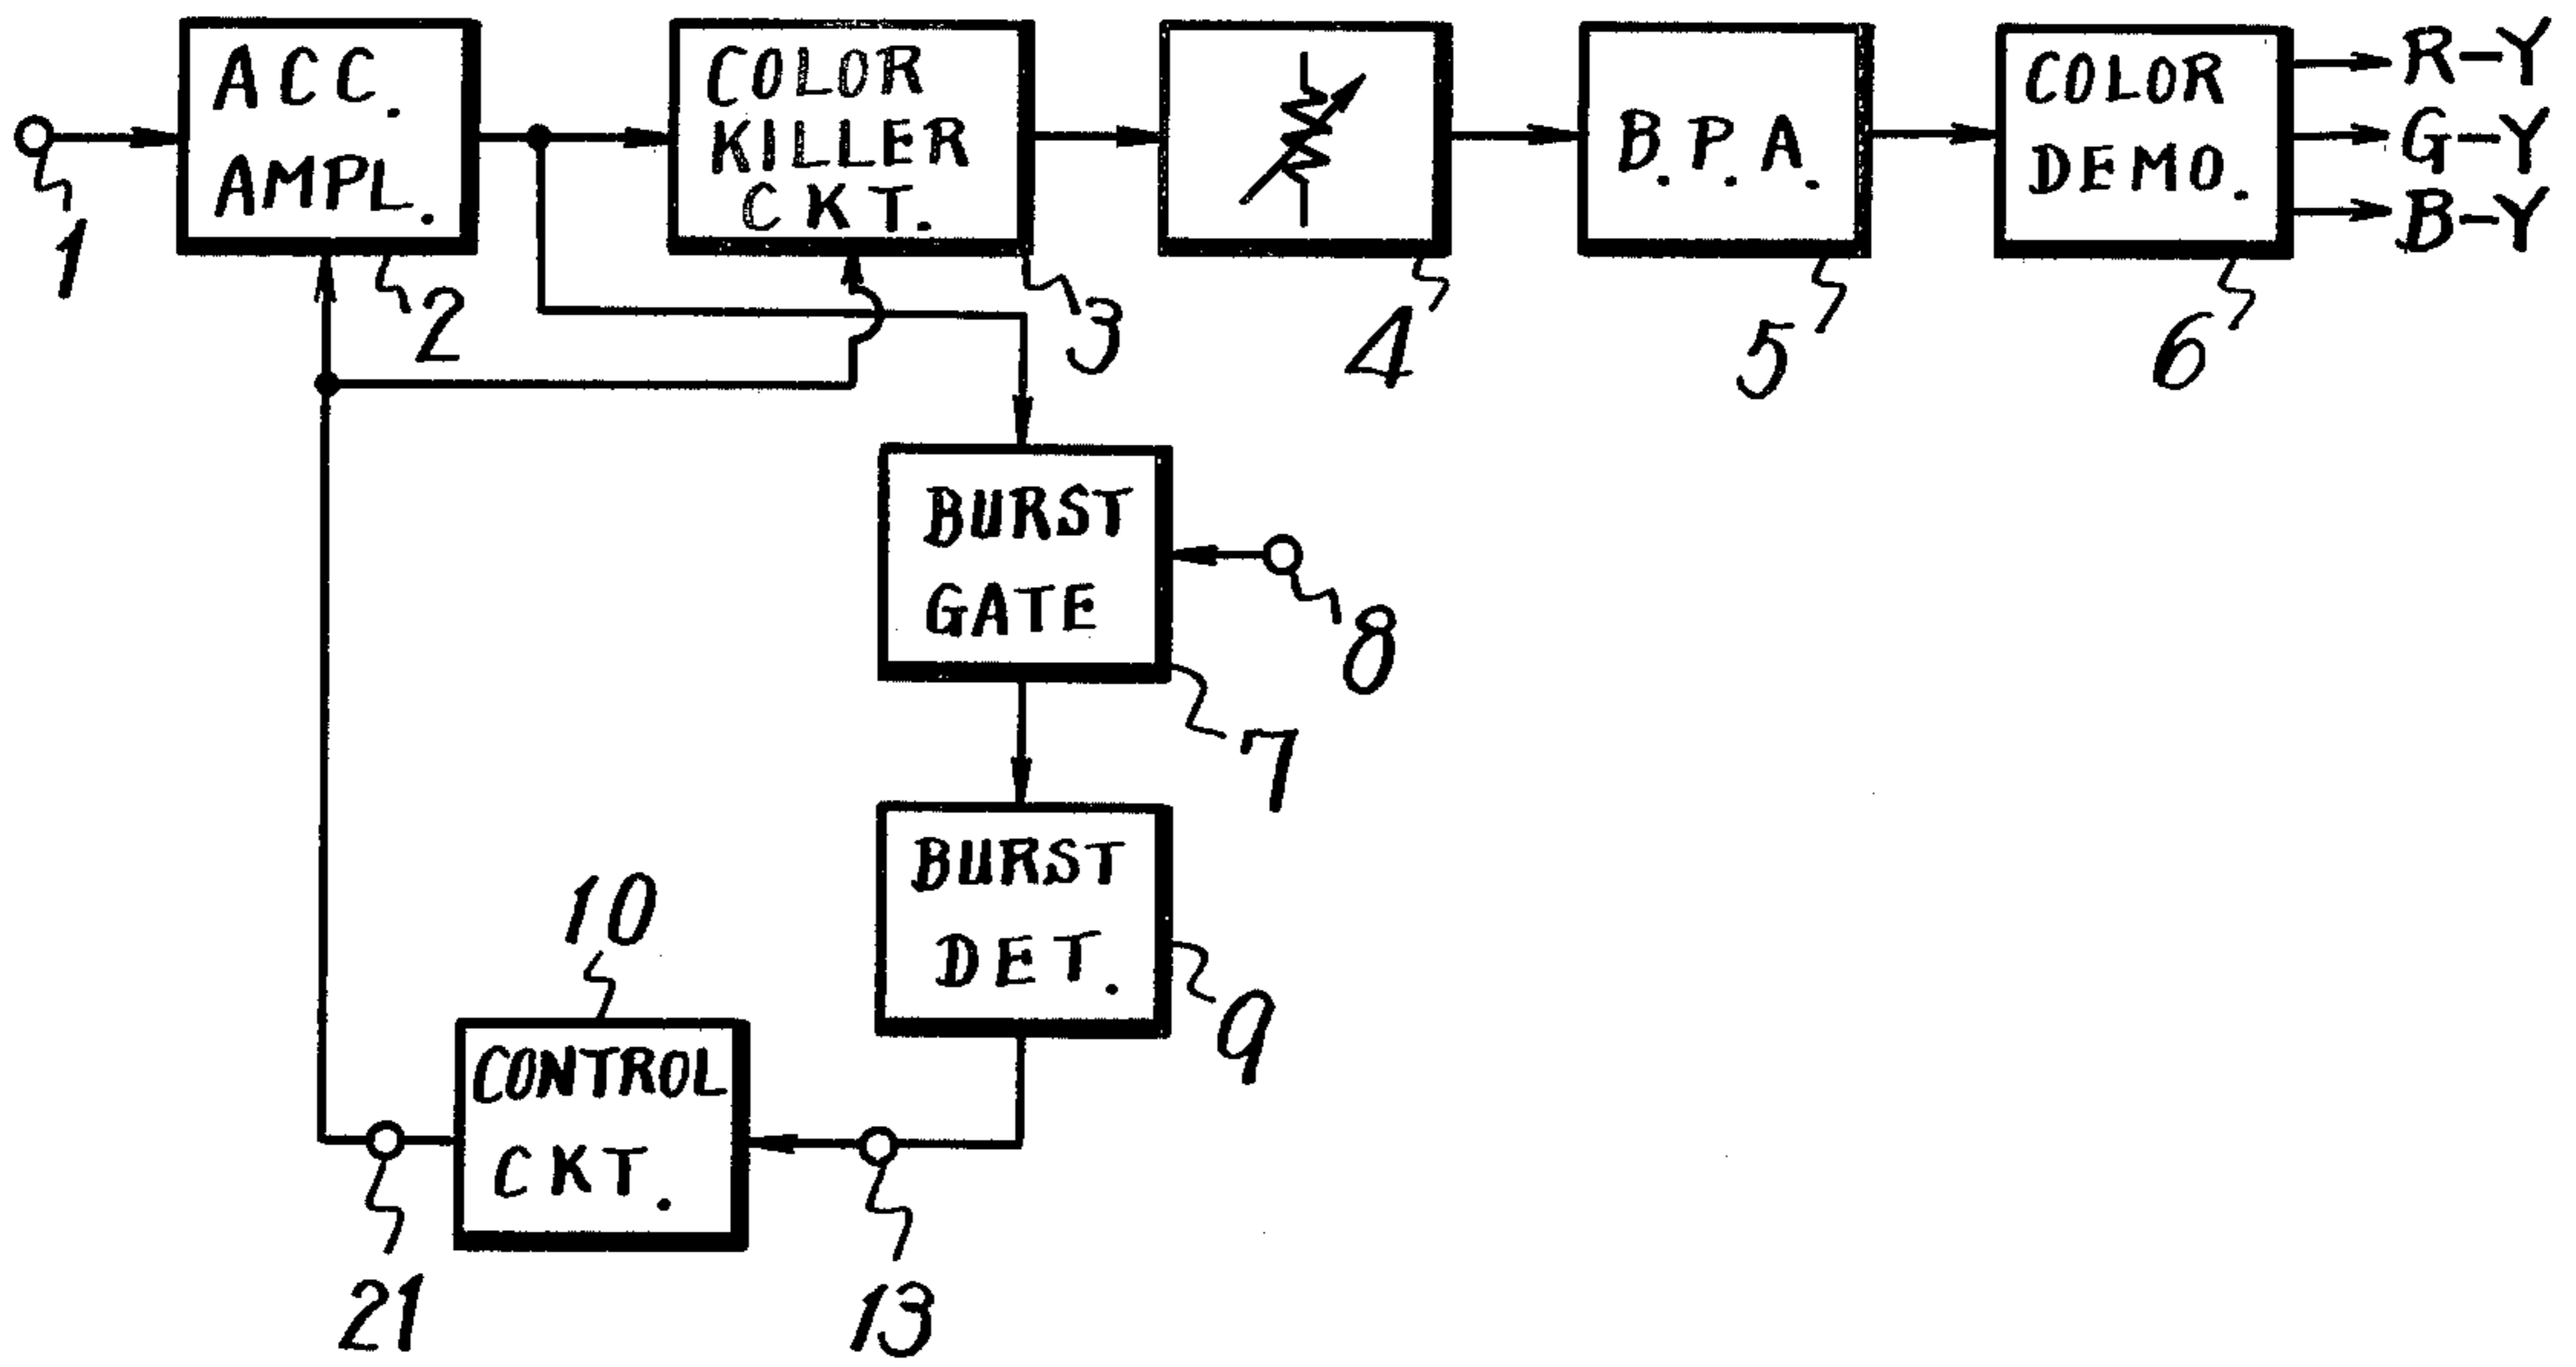 ACC.
AMPL.
COLOR
KILLER
CKT.
B.P.A.
COLOR
DEMO.
R-Y
G-Y
B-Y
1
2
3
4
5
6
BURST
GATE
8
7
BURST
DET.
9
10
CONTROL
CKT.
21
13